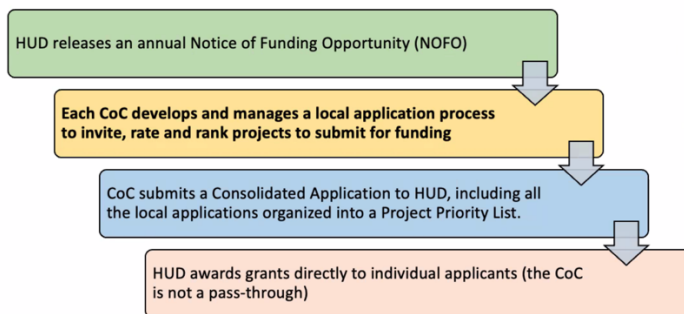 HUD releases an annual Notice of Funding Opportunity (NOFO)
Each CoC develops and manages a local application process
to invite, rate and rank projects to submit for funding
CoC submits a Consolidated Application to HUD, including all
the local applications organized into a Project Priority List.
HUD awards grants directly to individual applicants (the CoC
is not a pass-through)